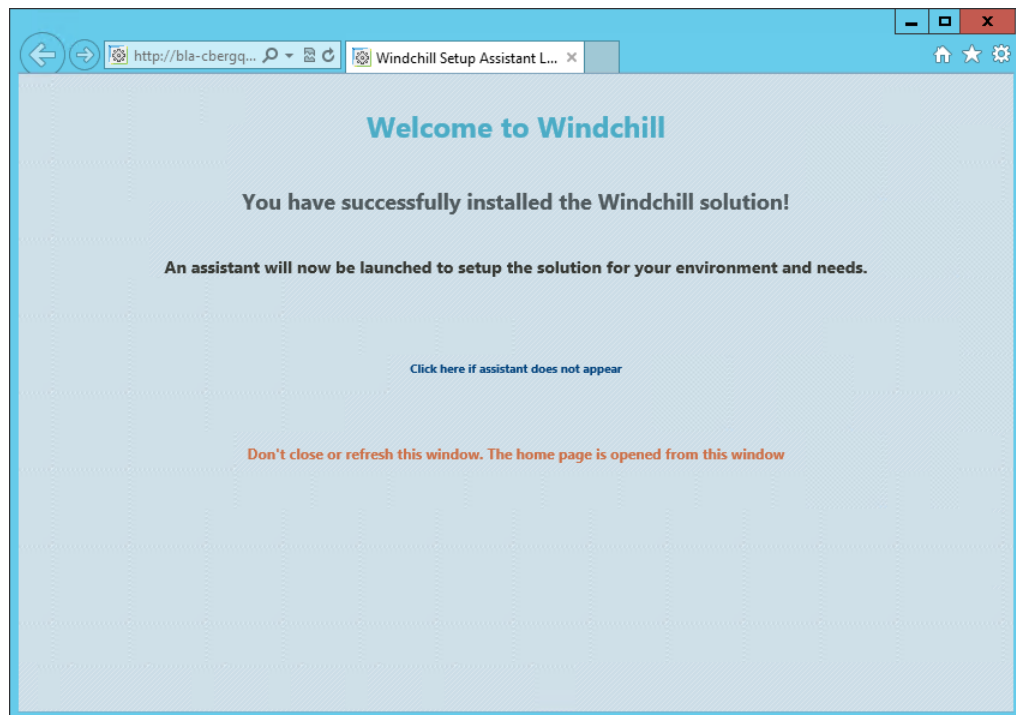 http://bla-cbergq...
Windchill Setup Assistant L...
Welcome to Windchill
You have successfully installed the Windchill solution!
An assistant will now be launched to setup the solution for your environment and needs.
Click here if assistant does not appear
Don't close or refresh this window. The home page is opened from this window